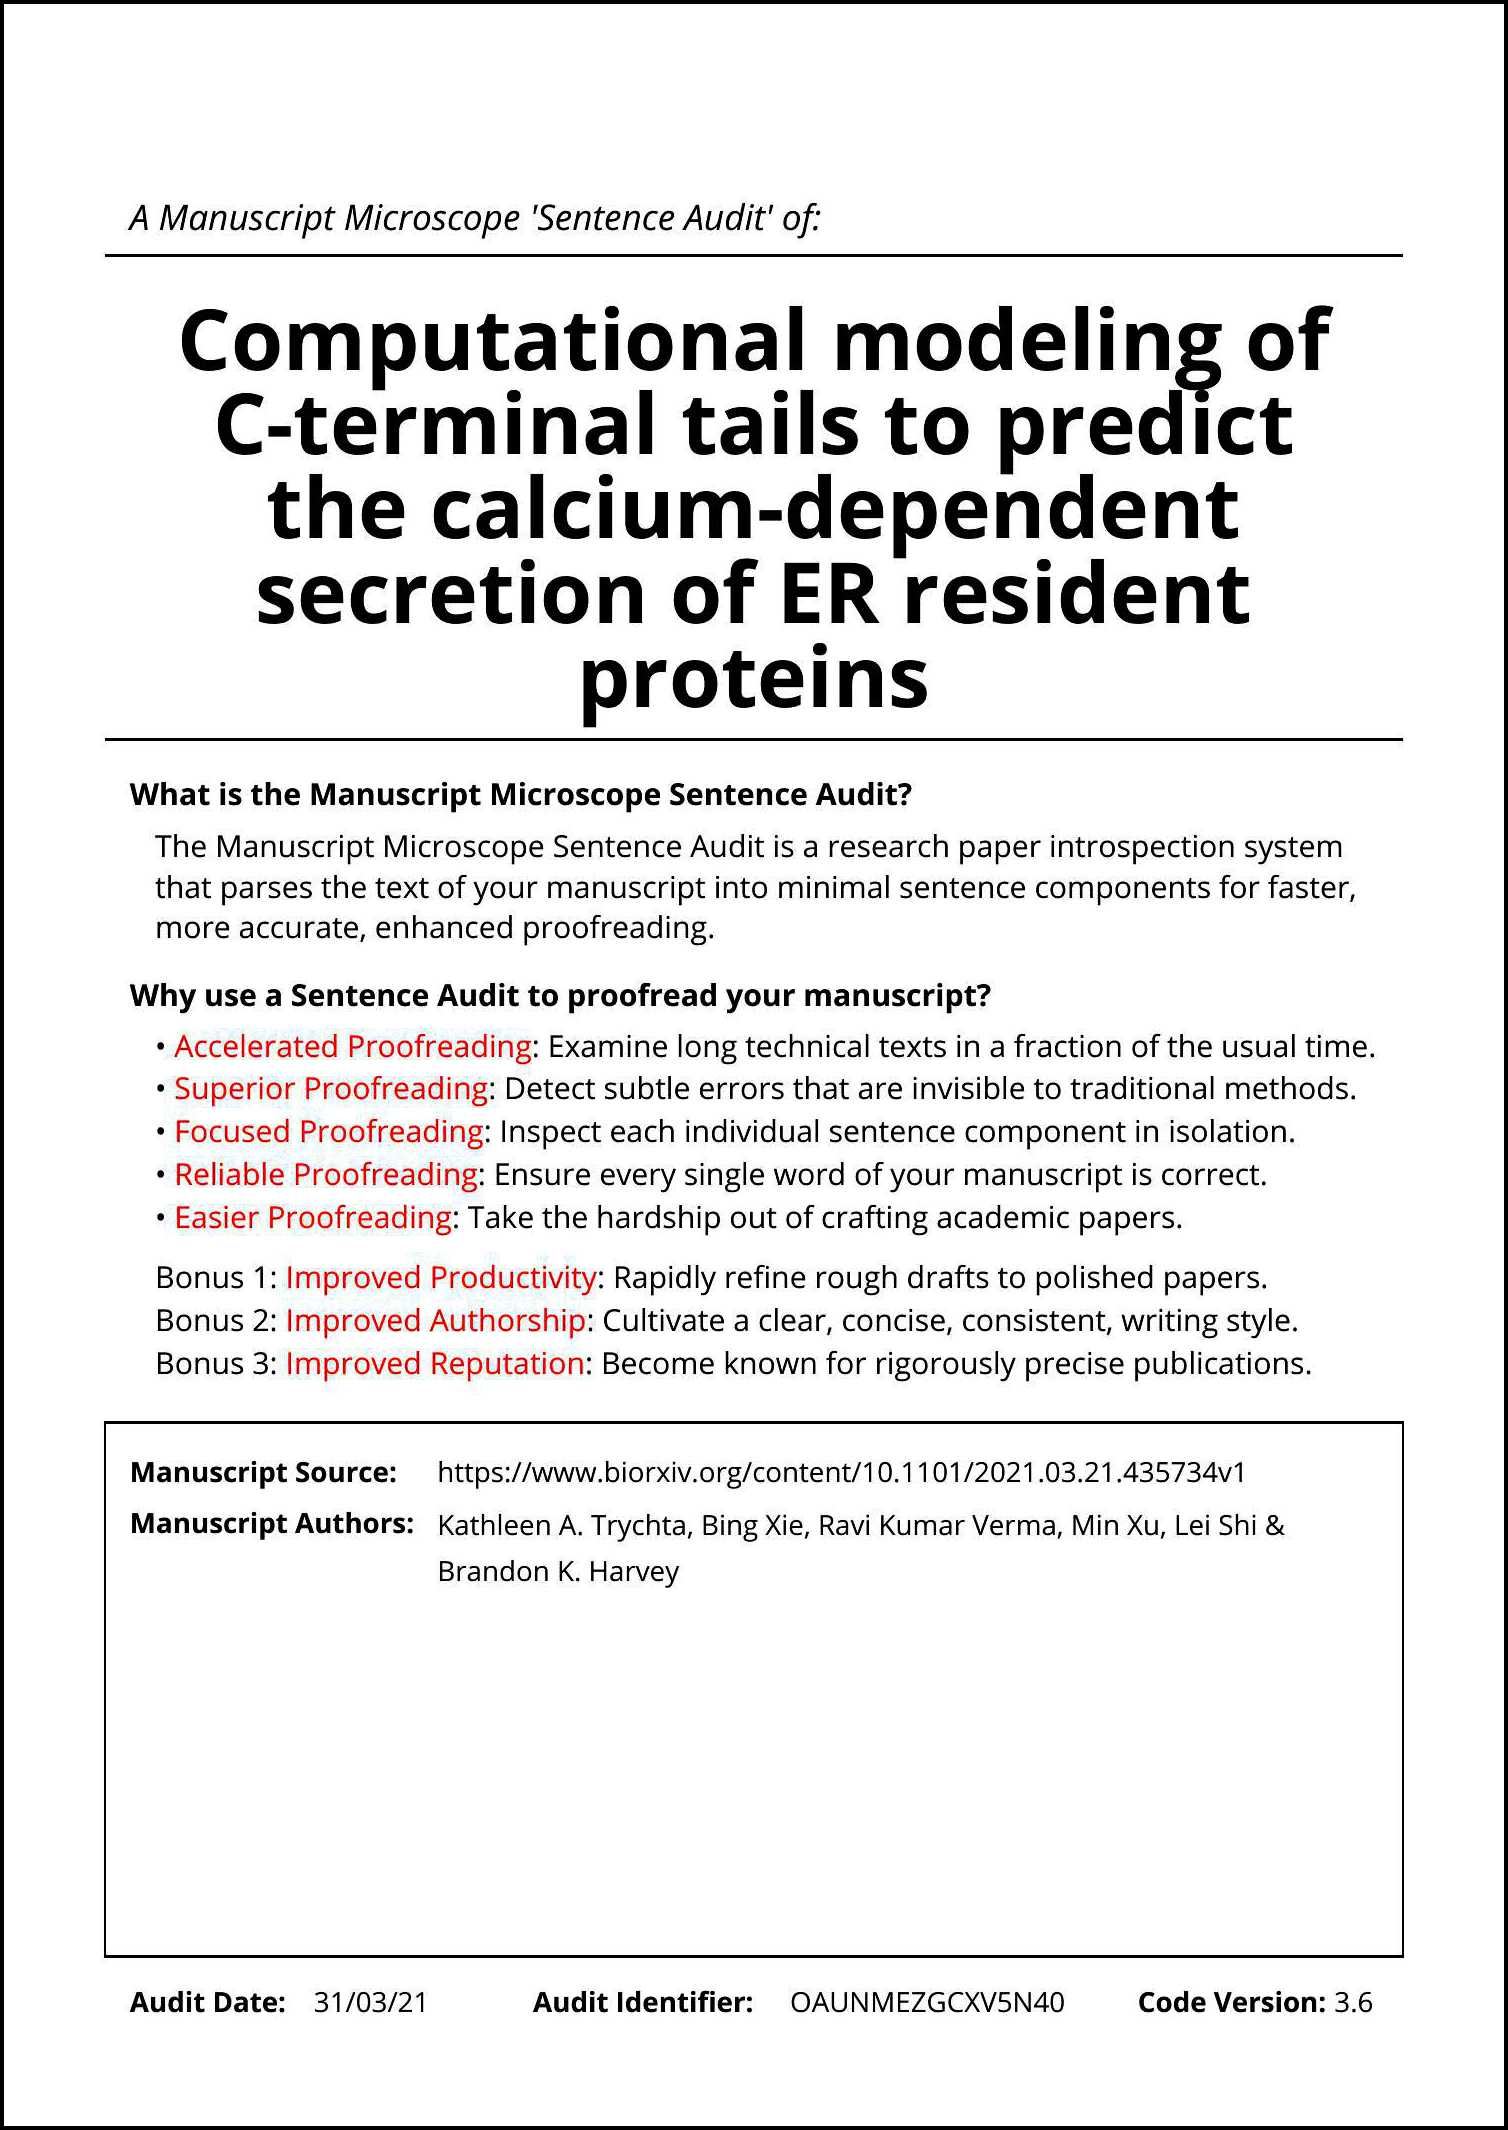 A Manuscript Microscope 'Sentence Audit' of:
Computational modeling of
C-terminal tails to predict
the calcium-dependent
secretion of ER resident
proteins
What is the Manuscript Microscope Sentence Audit?
The Manuscript Microscope Sentence Audit is a research paper introspection system
that parses the text of your manuscript into minimal sentence components for faster,
more accurate, enhanced proofreading.
Why use a Sentence Audit to proofread your manuscript?
• Accelerated Proofreading: Examine long technical texts in a fraction of the usual time.
• Superior Proofreading: Detect subtle errors that are invisible to traditional methods.
• Focused Proofreading: Inspect each individual sentence component in isolation.
• Reliable Proofreading: Ensure every single word of your manuscript is correct.
• Easier Proofreading: Take the hardship out of crafting academic papers.
Bonus 1: Improved Productivity: Rapidly refine rough drafts to polished papers.
Bonus 2: Improved Authorship: Cultivate a clear, concise, consistent, writing style.
Bonus 3: Improved Reputation: Become known for rigorously precise publications.
Manuscript Source: https://www.biorxiv.org/content/10.1101/2021.03.21.435734v1
Manuscript Authors: Kathleen A. Trychta, Bing Xie, Ravi Kumar Verma, Min Xu, Lei Shi &
Brandon K. Harvey
Audit Date: 31/03/21 Audit Identifier: OAUNMEZGCXV5N40 Code Version: 3.6